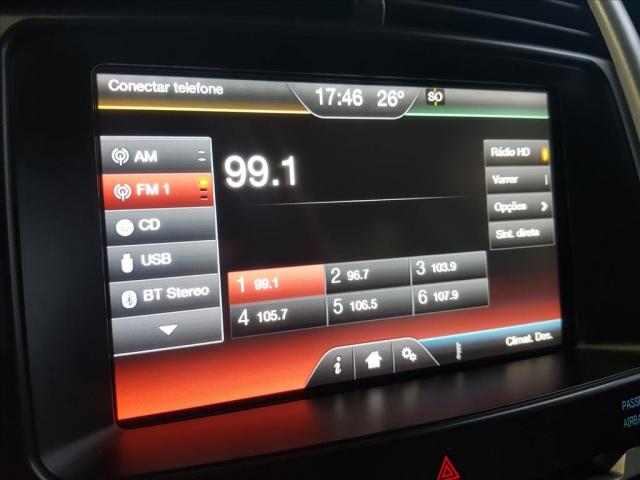 Conectar telefone
17:46 26° SO
AM
FM 1
CD
USB
BT Stereo
99.1
Rádio HD
Varrer
Opções
Sint. direta
1 99.1 2 96.7 3 103.9
4 105.7 5 106.5 6 107.9
i
Climat. Des.